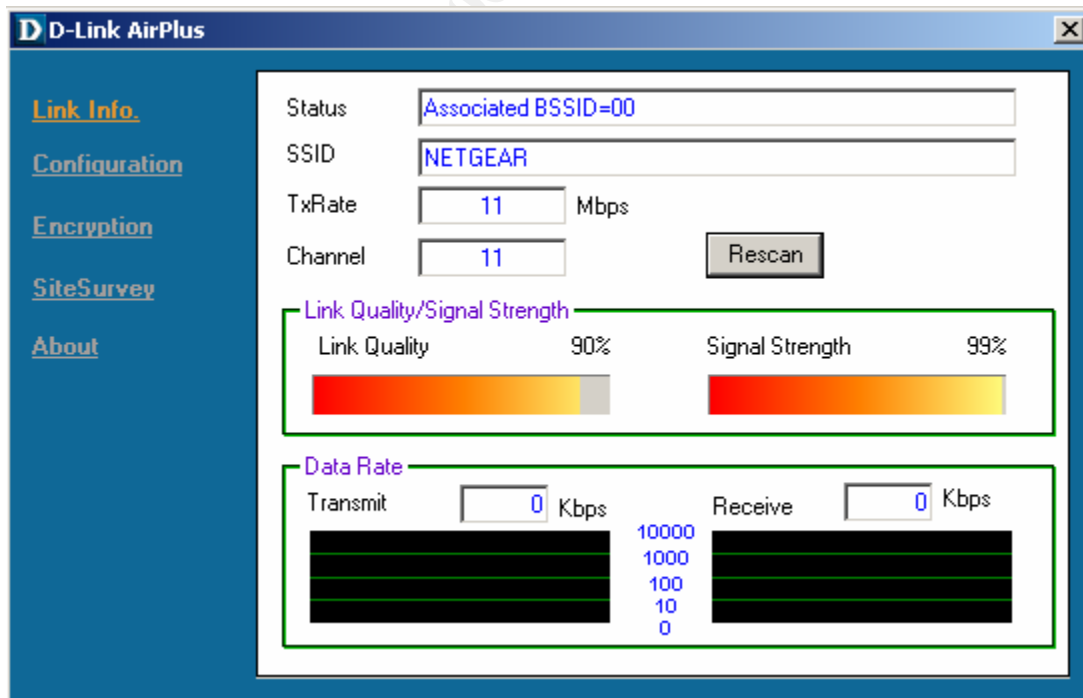 D D-Link AirPlus
Link Info.
Configuration
Encryption
SiteSurvey
About
Status Associated BSSID=00
SSID NETGEAR
TxRate 11 Mbps
Channel 11 Rescan
Link Quality/Signal Strength
Link Quality 90% Signal Strength 99%
Data Rate
Transmit 0 Kbps Receive 0 Kbps
10000
1000
100
10
0